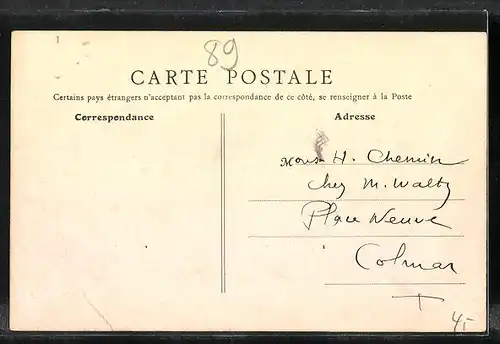 89
CARTE POSTALE
Certains pays étrangers n'acceptant pas la correspondance de ce côté, se renseigner à la Poste
Correspondance
Adresse
Mons H. Chemin
chez M. Waltz
Place Neuve
Colmar